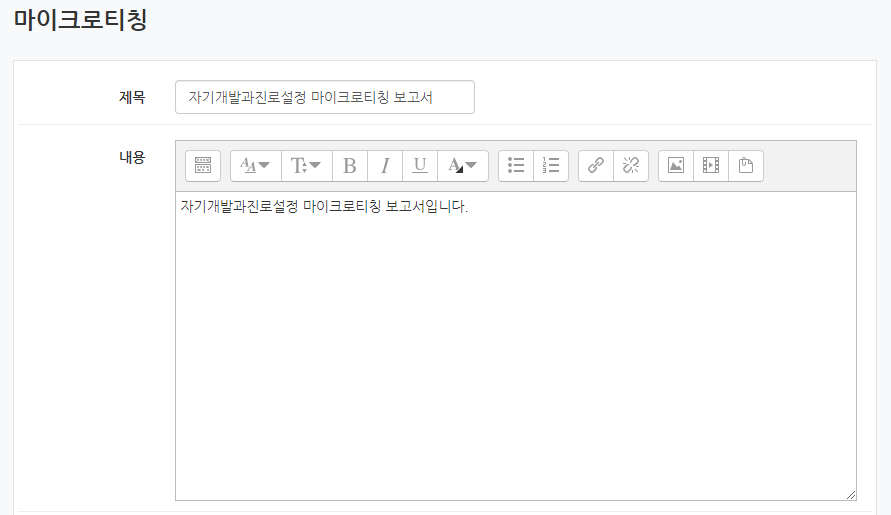 마이크로티칭
제목
자기개발과진로설정 마이크로티칭 보고서
내용
자기개발과진로설정 마이크로티칭 보고서입니다.